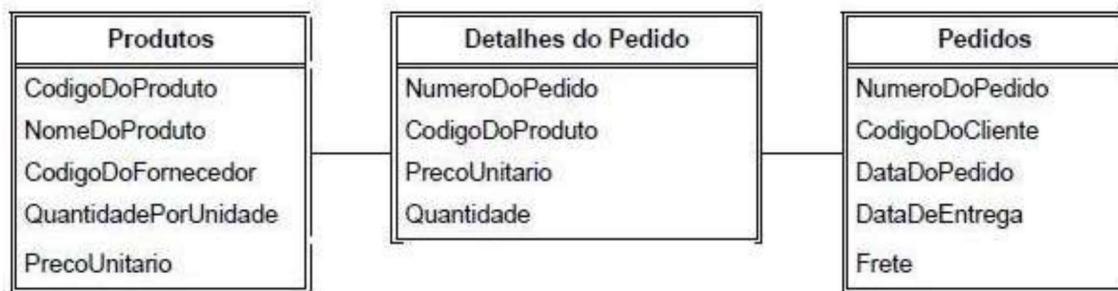 Produtos
CodigoDoProduto
NomeDoProduto
CodigoDoFornecedor
QuantidadePorUnidade
PrecoUnitario
Detalhes do Pedido
NumeroDoPedido
CodigoDoProduto
PrecoUnitario
Quantidade
Pedidos
NumeroDoPedido
CodigoDoCliente
DataDoPedido
DataDeEntrega
Frete